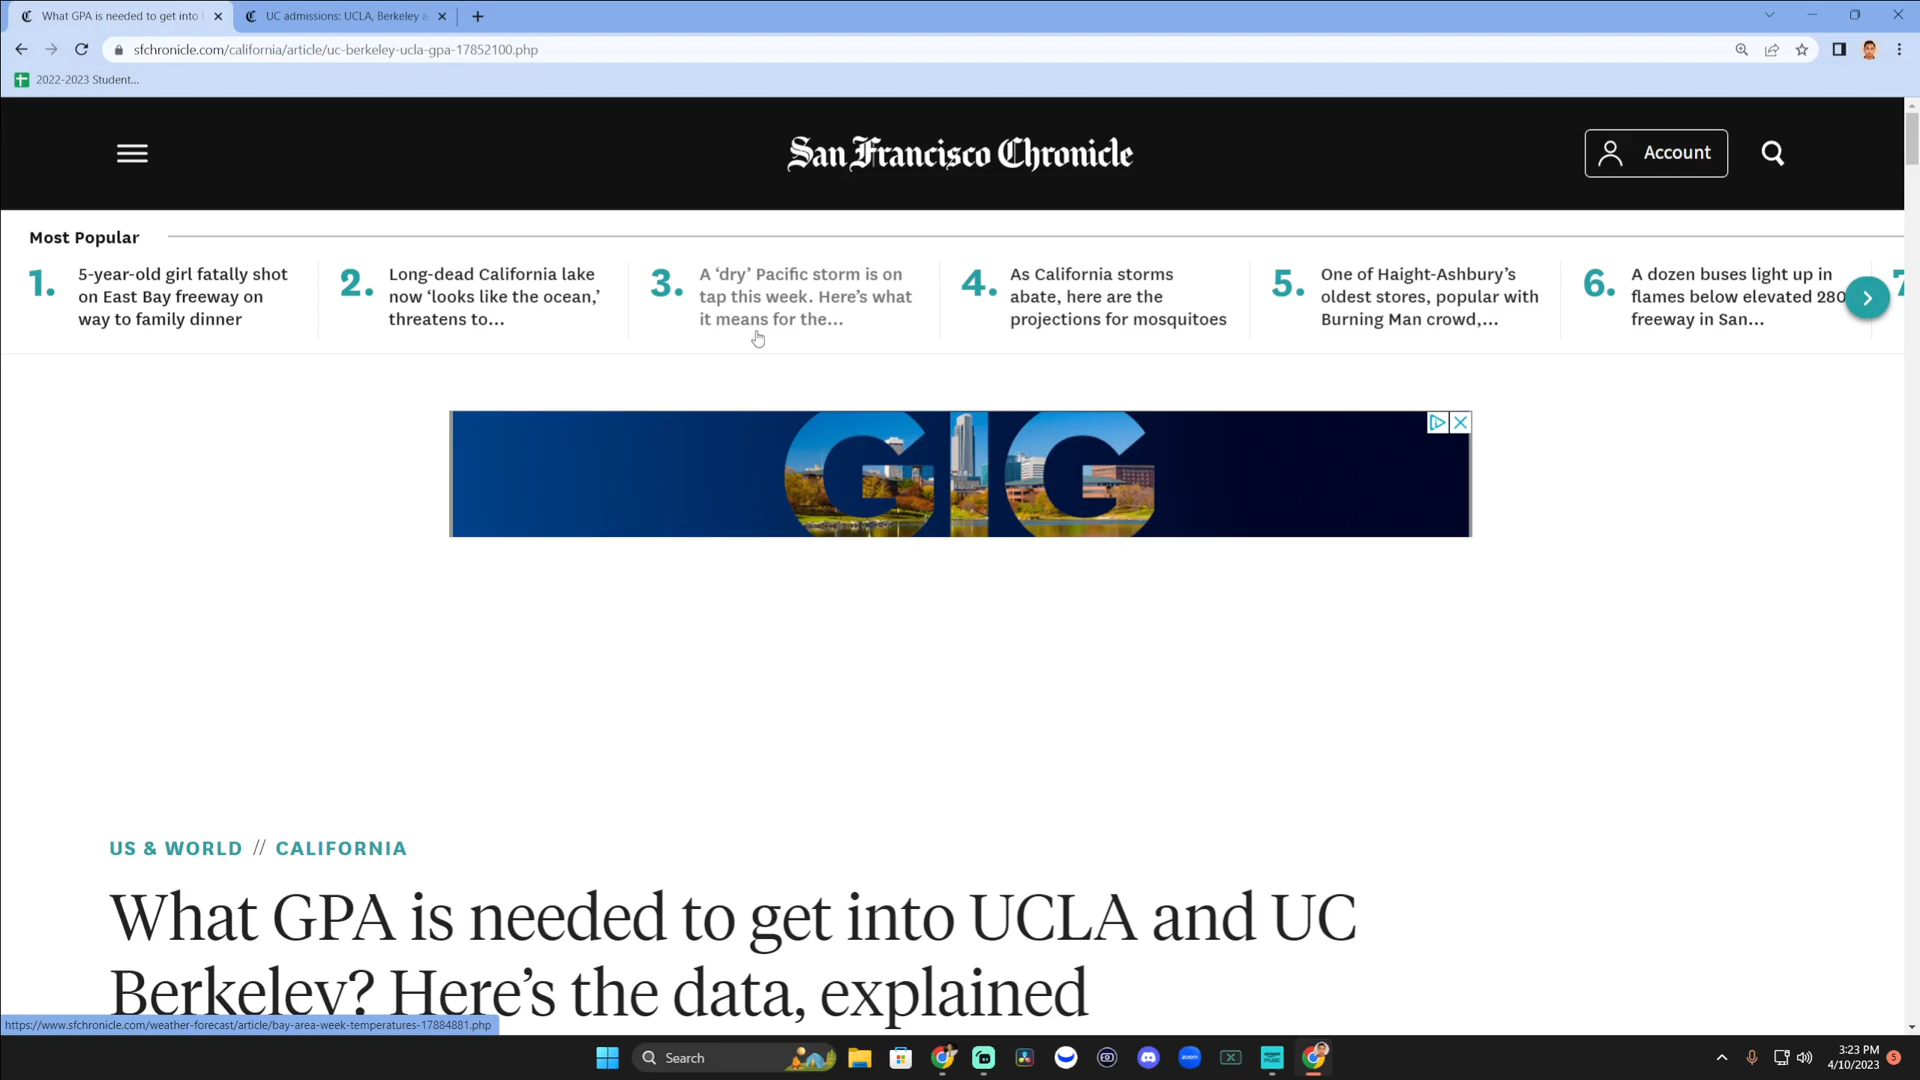 What GPA is needed to get into U
UC admissions: UCLA, Berkeley a
sfchronicle.com/california/article/uc-berkeley-ucla-gpa-17852100.php
2022-2023 Student...
San Francisco Chronicle
Account
Most Popular
1.
5-year-old girl fatally shot
on East Bay freeway on
way to family dinner
2.
Long-dead California lake
now ‘looks like the ocean,’
threatens to...
3.
A ‘dry’ Pacific storm is on
tap this week. Here’s what
it means for the...
4.
As California storms
abate, here are the
projections for mosquitoes
5.
One of Haight-Ashbury’s
oldest stores, popular with
Burning Man crowd,...
6.
A dozen buses light up in
flames below elevated 280
freeway in San...
7
GIG
US & WORLD // CALIFORNIA
What GPA is needed to get into UCLA and UC
Berkeley? Here’s the data, explained
https://www.sfchronicle.com/weather-forecast/article/bay-area-week-temperatures-17884881.php
Search
zoom
music
3:23 PM
4/10/2023
5